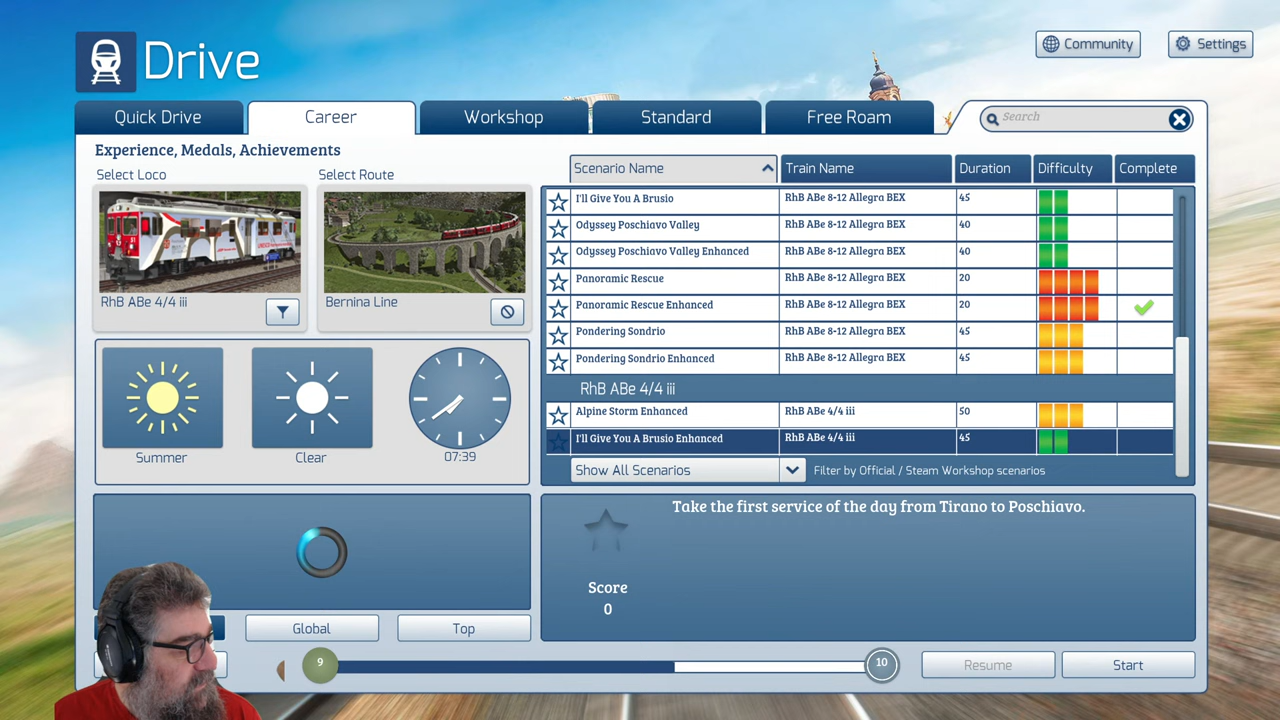 Drive
Community
Settings
Quick Drive
Career
Workshop
Standard
Free Roam
Search
Experience, Medals, Achievements
Select Loco
Select Route
RhB ABe 4/4 iii
Bernina Line
Summer
Clear
07:39
Scenario Name Train Name Duration Difficulty Complete
I'll Give You A Brusio RhB ABe 8-12 Allegra BEX 45
Odyssey Poschiavo Valley RhB ABe 8-12 Allegra BEX 40
Odyssey Poschiavo Valley Enhanced RhB ABe 8-12 Allegra BEX 40
Panoramic Rescue RhB ABe 8-12 Allegra BEX 20
Panoramic Rescue Enhanced RhB ABe 8-12 Allegra BEX 20
Pondering Sondrio RhB ABe 8-12 Allegra BEX 45
Pondering Sondrio Enhanced RhB ABe 8-12 Allegra BEX 45
RhB ABe 4/4 iii
Alpine Storm Enhanced RhB ABe 4/4 iii 50
I'll Give You A Brusio Enhanced RhB ABe 4/4 iii 45
Show All Scenarios
Filter by Official / Steam Workshop scenarios
Take the first service of the day from Tirano to Poschiavo.
Score
0
Global
Top
9
10
Resume
Start